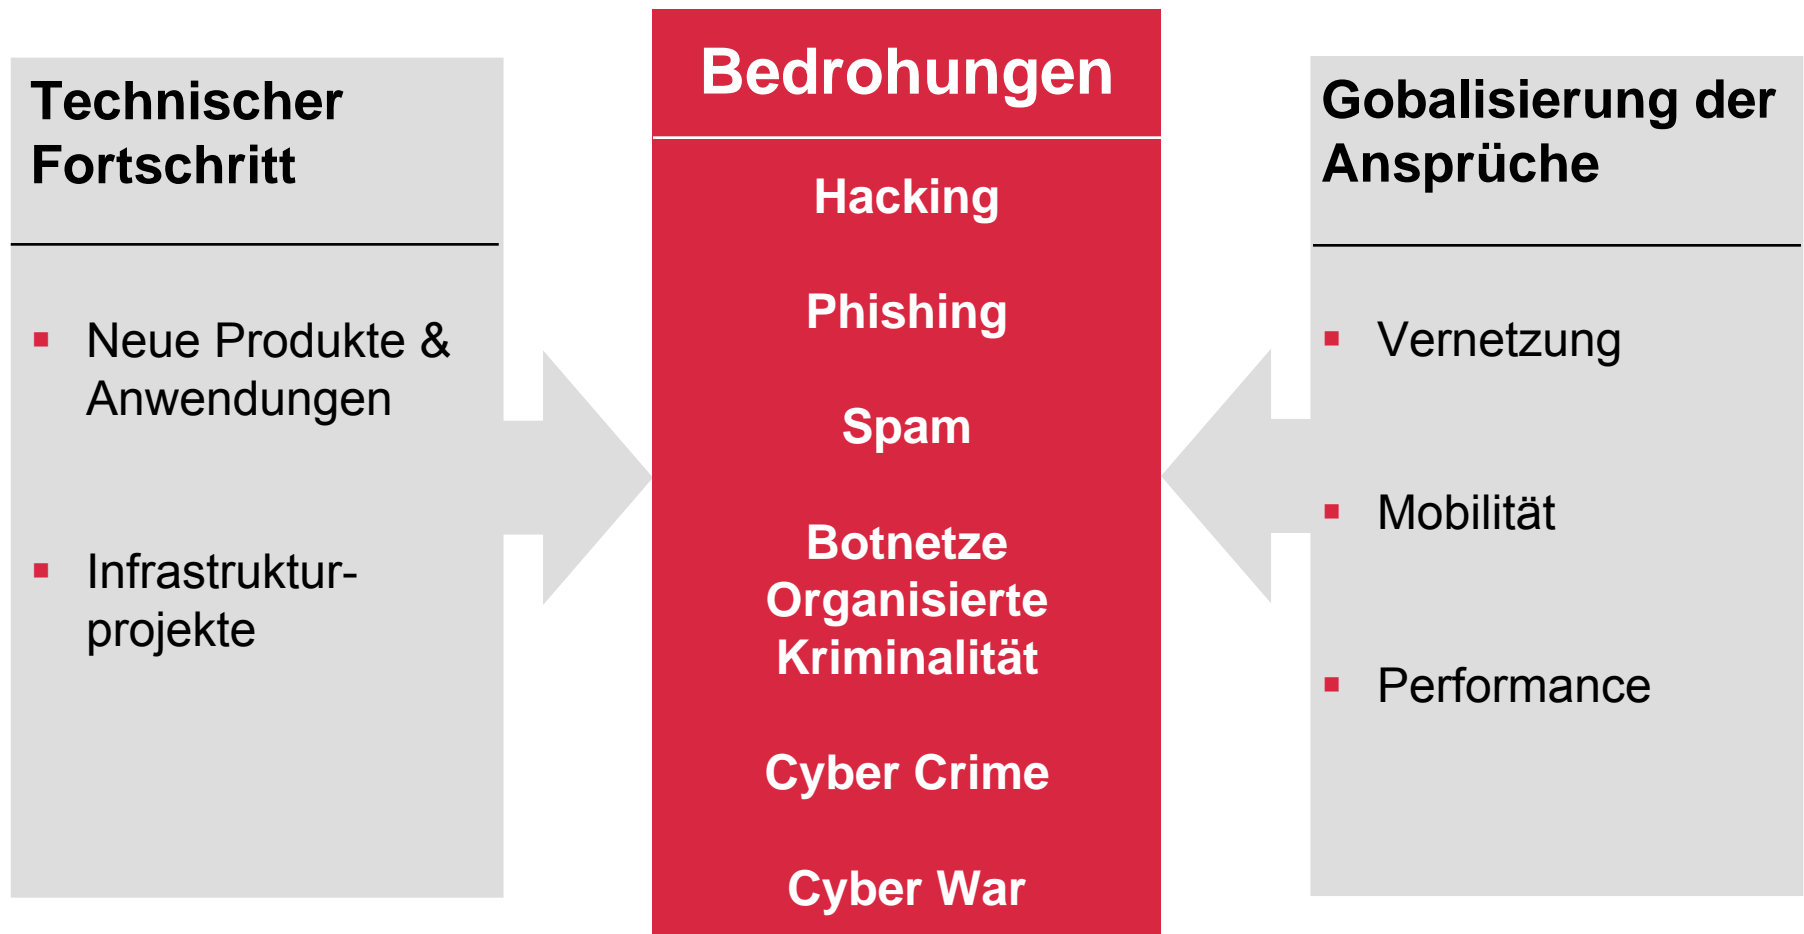 Technischer
Fortschritt
Neue Produkte &
Anwendungen
Infrastruktur-
projekte
Bedrohungen
Hacking
Phishing
Spam
Botnetze
Organisierte
Kriminalität
Cyber Crime
Cyber War
Gobalisierung der
Ansprüche
Vernetzung
Mobilität
Performance